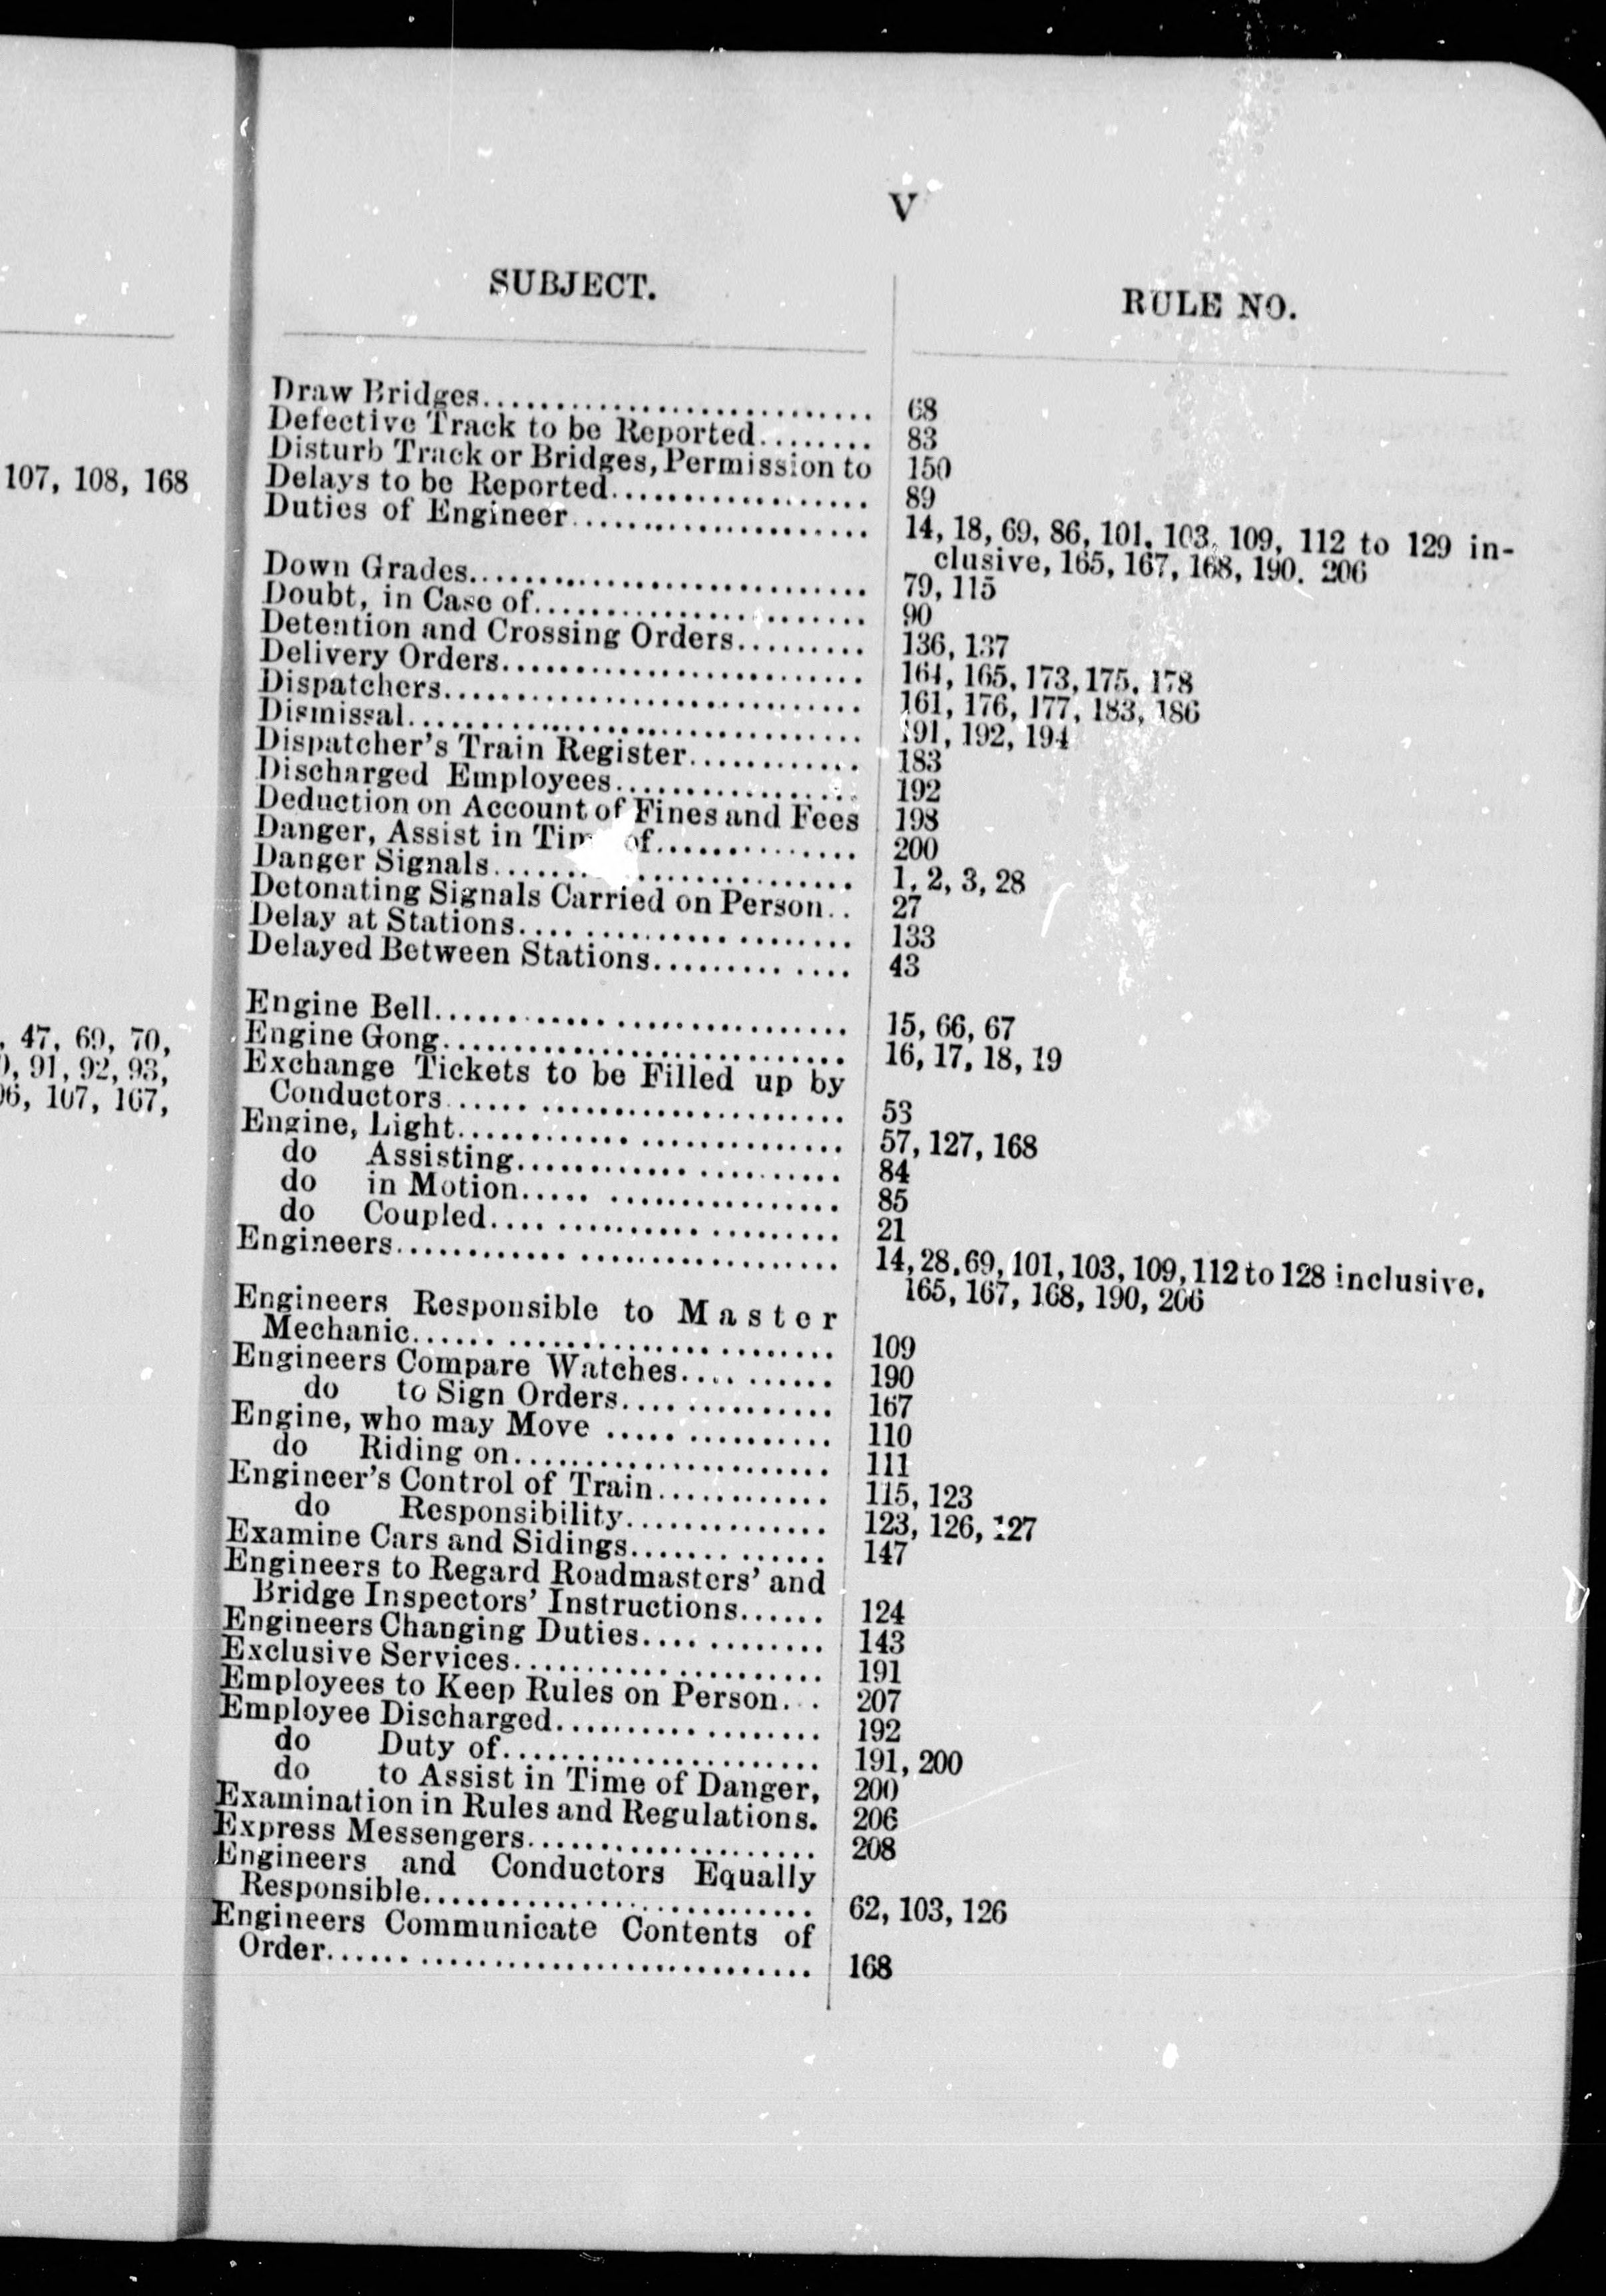 V
SUBJECT.
RULE NO.
Draw Bridges........................... 68
Defective Track to be Reported........ 83
Disturb Track or Bridges, Permission to 150
107, 108, 168
Delays to be Reported.................. 89
Duties of Engineer..................... 14, 18, 69, 86, 101, 103, 109, 112 to 129 in-
clusive, 165, 167, 168, 190. 206
Down Grades............................ 79, 115
Doubt, in Case of....................... 90
Detention and Crossing Orders......... 136, 137
Delivery Orders......................... 164, 165, 173, 175, 178
Dispatchers............................. 161, 176, 177, 183, 186
Dismissal............................... 191, 192, 194
Dispatcher's Train Register............ 183
Discharged Employees................. 192
Deduction on Account of Fines and Fees 198
Danger, Assist in Time of.............. 200
Danger Signals......................... 1, 2, 3, 28
Detonating Signals Carried on Person.. 27
Delay at Stations....................... 133
Delayed Between Stations............. 43
Engine Bell............................. 15, 66, 67
, 47, 69, 70,
Engine Gong............................ 16, 17, 18, 19
91, 92, 93,
Exchange Tickets to be Filled up by
107, 167,
Conductors........................... 53
Engine, Light........................... 57, 127, 168
do Assisting...................... 84
do in Motion..................... 85
do Coupled....................... 21
Engineers............................... 14, 28, 69, 101, 103, 109, 112 to 128 inclusive,
165, 167, 168, 190, 206
Engineers Responsible to Master
Mechanic............................. 109
Engineers Compare Watches.......... 190
do to Sign Orders.............. 167
Engine, who may Move ............... 110
do Riding on...................... 111
Engineer's Control of Train............ 115, 123
do Responsibility.............. 123, 126, 127
Examine Cars and Sidings............. 147
Engineers to Regard Roadmasters' and
Bridge Inspectors' Instructions...... 124
Engineers Changing Duties............ 143
Exclusive Services...................... 191
Employees to Keep Rules on Person... 207
Employee Discharged.................. 192
do Duty of...................... 191, 200
do to Assist in Time of Danger, 200
Examination in Rules and Regulations. 206
Express Messengers.................... 208
Engineers and Conductors Equally
Responsible........................... 62, 103, 126
Engineers Communicate Contents of
Order................................. 168